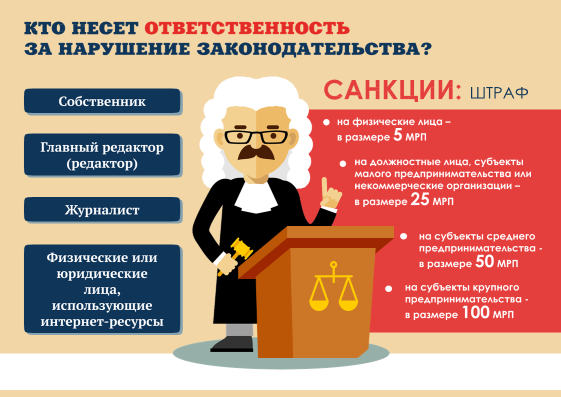 КТО НЕСЕТ ОТВЕТСТВЕННОСТЬ
ЗА НАРУШЕНИЕ ЗАКОНОДАТЕЛЬСТВА?
Собственник
Главный редактор
(редактор)
Журналист
Физические или
юридические
лица,
использующие
интернет-ресурсы
САНКЦИИ: ШТРАФ
на физические лица –
в размере 5 МРП
на должностные лица, субъекты
малого предпринимательства или
некоммерческие организации –
в размере 25 МРП
на субъекты среднего
предпринимательства -
в размере 50 МРП
на субъекты крупного
предпринимательства -
в размере 100 МРП